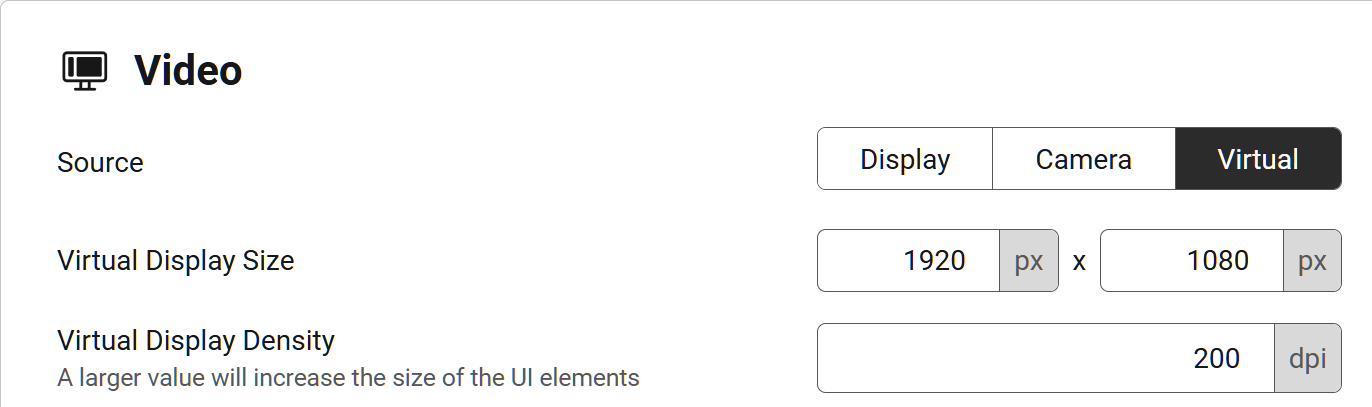 Video
Source Display Camera Virtual
Virtual Display Size 1920 px x 1080 px
Virtual Display Density 200 dpi
A larger value will increase the size of the UI elements